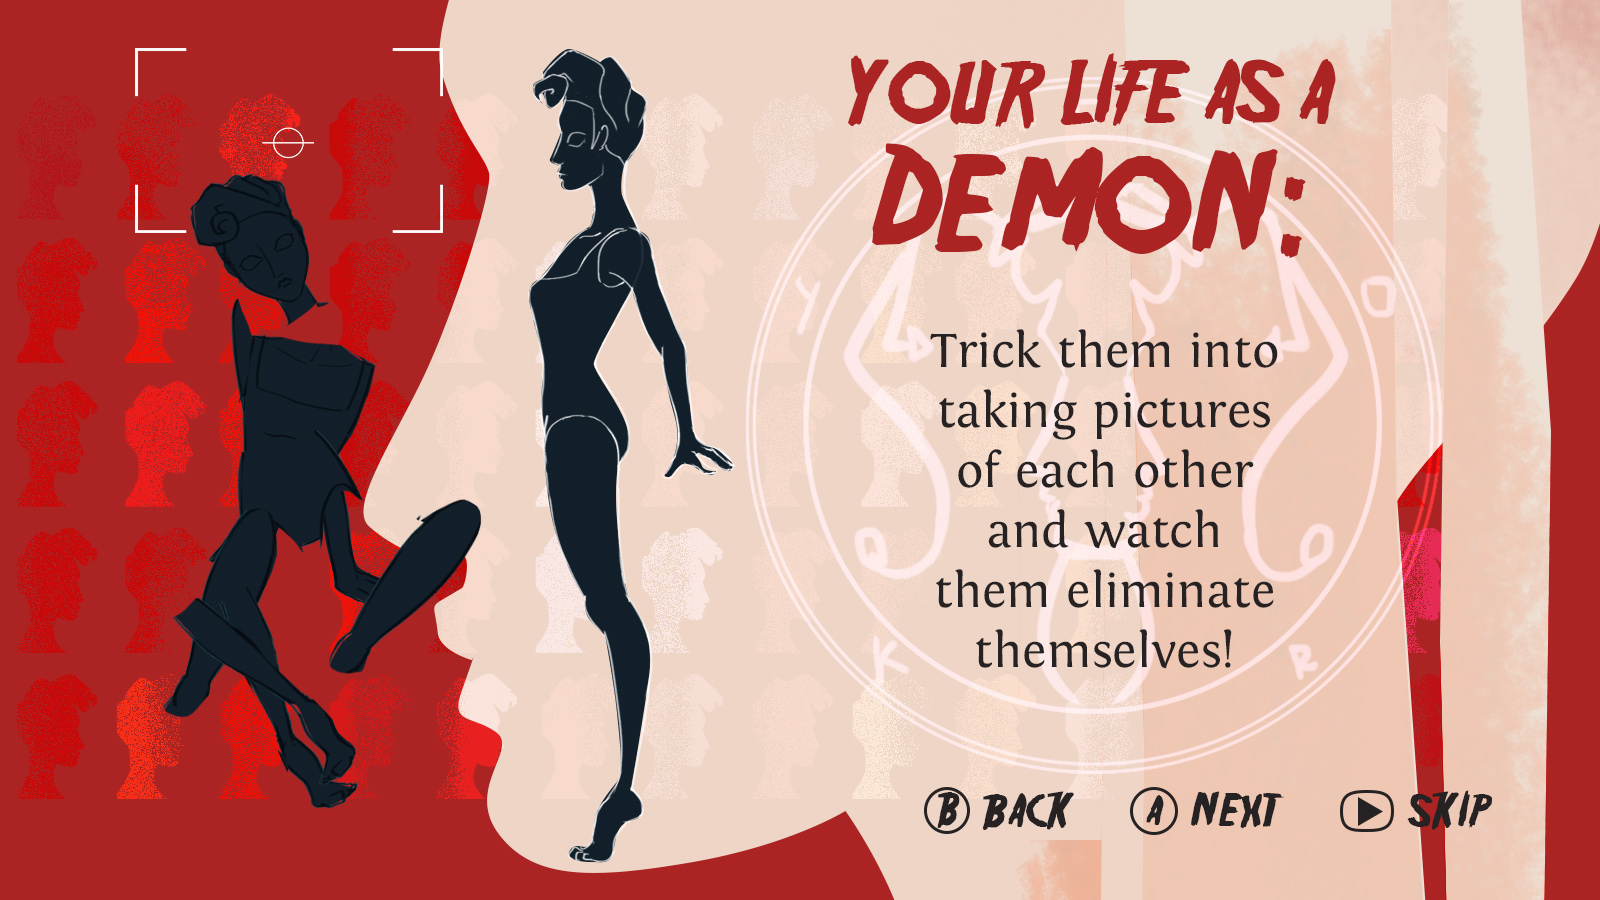 YOUR LIFE AS A
DEMON:
Trick them into
taking pictures
of each other
and watch
them eliminate
themselves!
Y
O
Q
O
K
R
B BACK A NEXT SKIP